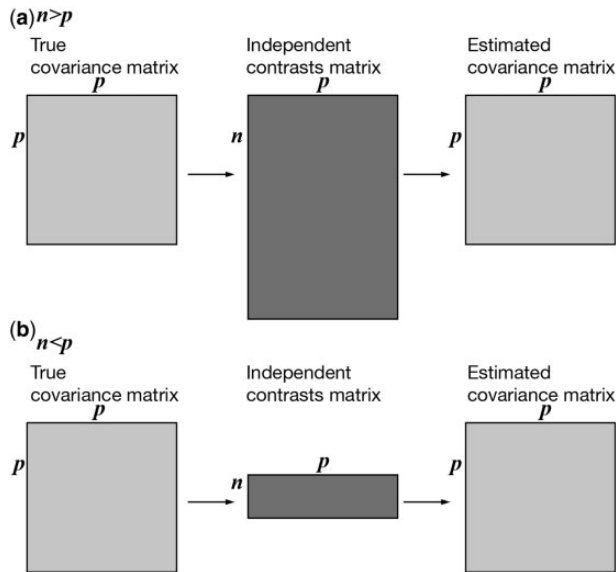 (a) n>p
True Independent Estimated
covariance matrix contrasts matrix covariance matrix
p p p
p n p
(b) n<p
True Independent Estimated
covariance matrix contrasts matrix covariance matrix
p p
p
p n p